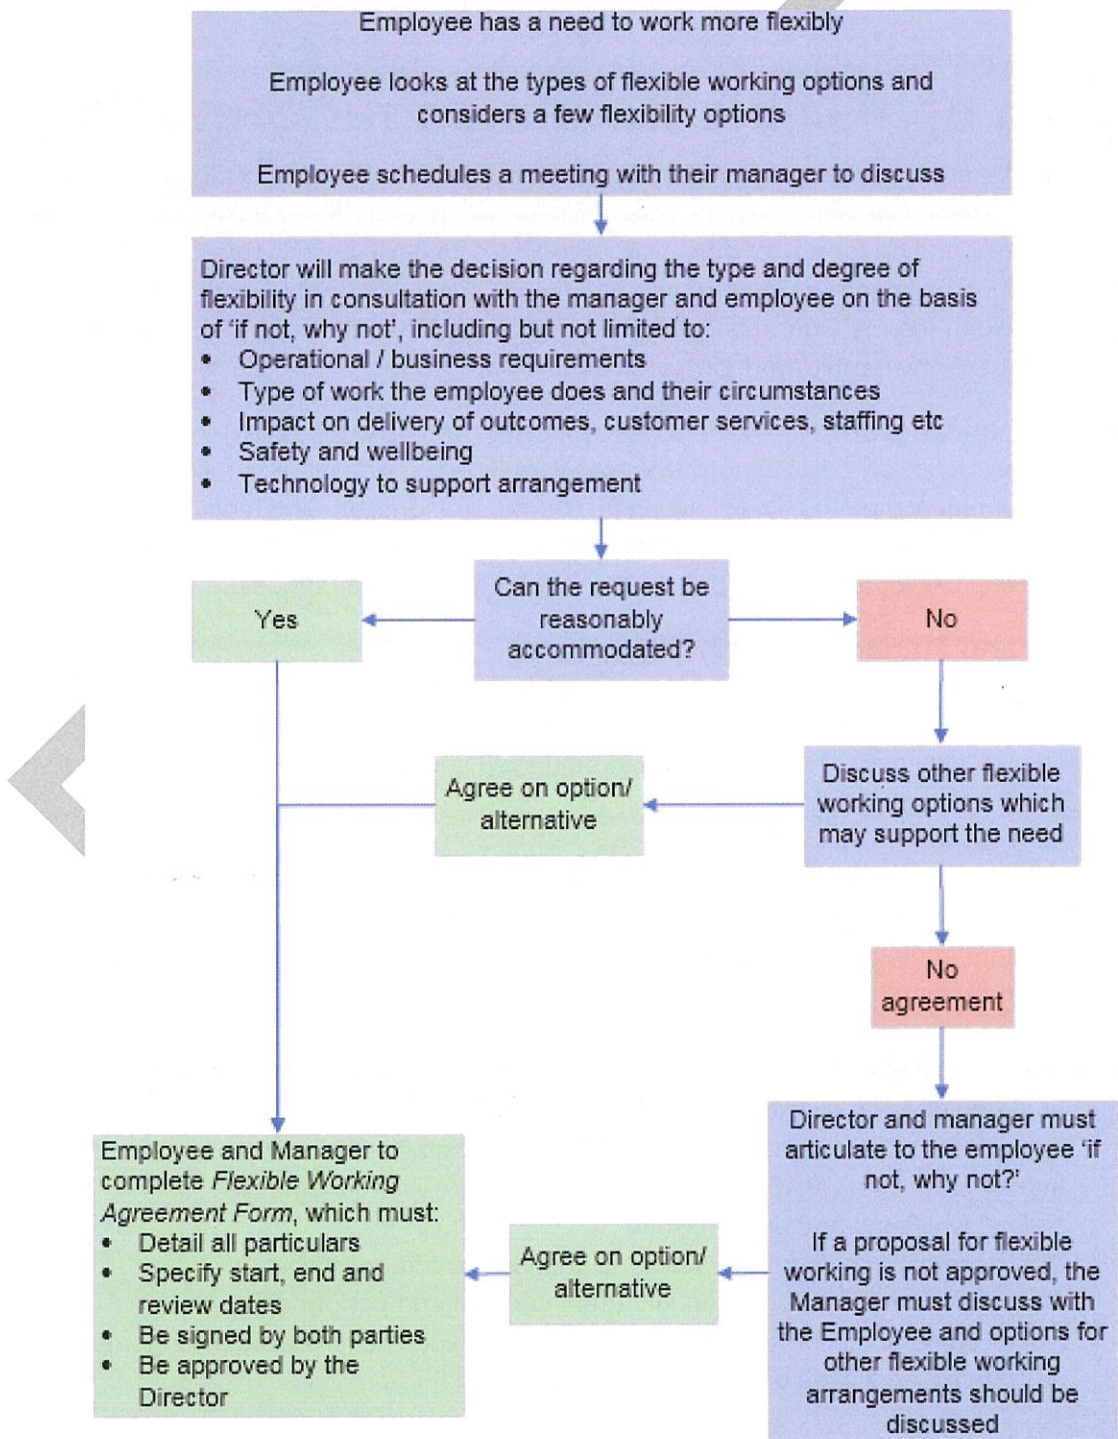 Employee has a need to work more flexibly
Employee looks at the types of flexible working options and
considers a few flexibility options
Employee schedules a meeting with their manager to discuss
Director will make the decision regarding the type and degree of
flexibility in consultation with the manager and employee on the basis
of ‘if not, why not’, including but not limited to:
• Operational / business requirements
• Type of work the employee does and their circumstances
• Impact on delivery of outcomes, customer services, staffing etc
• Safety and wellbeing
• Technology to support arrangement
Can the request be
reasonably
accommodated?
Yes
No
Discuss other flexible
working options which
may support the need
Agree on option/
alternative
No
agreement
Director and manager must
articulate to the employee ‘if
not, why not?’
If a proposal for flexible
working is not approved, the
Manager must discuss with
the Employee and options for
other flexible working
arrangements should be
discussed
Agree on option/
alternative
Employee and Manager to
complete Flexible Working
Agreement Form, which must:
• Detail all particulars
• Specify start, end and
review dates
• Be signed by both parties
• Be approved by the
Director